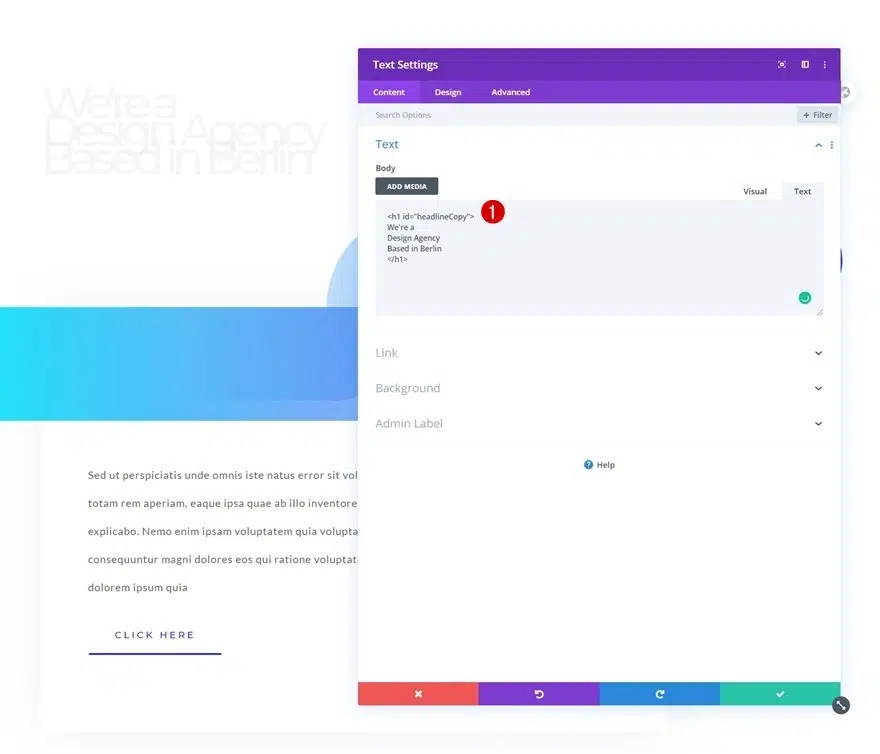 We're a
Design Agency
Based in Berlin
Text Settings
Content Design Advanced
Search Options
+ Filter
Text
Body
ADD MEDIA
Visual Text
<h1 id="headlineCopy">
1
We're a
Design Agency
Based in Berlin
</h1>
Link
Background
Admin Label
? Help
Sed ut perspiciatis unde omnis iste natus error sit vol
totam rem aperiam, eaque ipsa quae ab illo inventore
explicabo. Nemo enim ipsam voluptatem quia volupta
consequuntur magni dolores eos qui ratione voluptat
dolorem ipsum quia
CLICK HERE